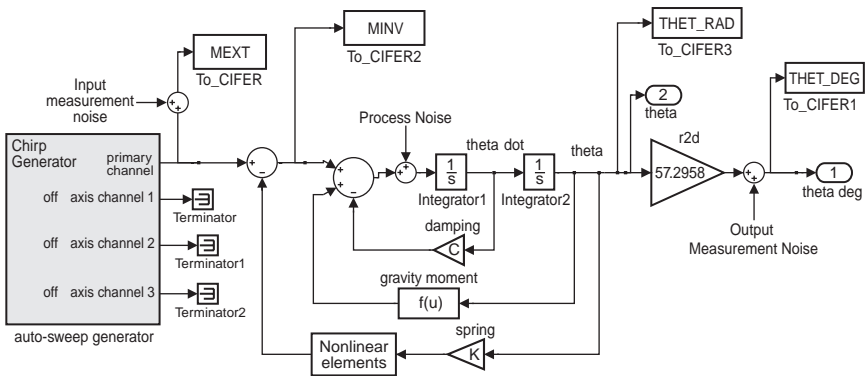 MEXT
To_CIFER
MINV
To_CIFER2
THET_RAD
To_CIFER3
THET_DEG
To_CIFER1
Input
measurement
noise
+
+
2
theta
Process Noise
Chirp
Generator
primary
channel
off axis channel 1
off axis channel 2
off axis channel 3
auto-sweep generator
Terminator
Terminator1
Terminator2
+
−
+
+
−
+
+
theta dot
1
s
Integrator1
1
s
Integrator2
theta
r2d
57.2958
+
+
1
theta deg
Output
Measurement Noise
damping
C
gravity moment
f(u)
spring
K
Nonlinear
elements